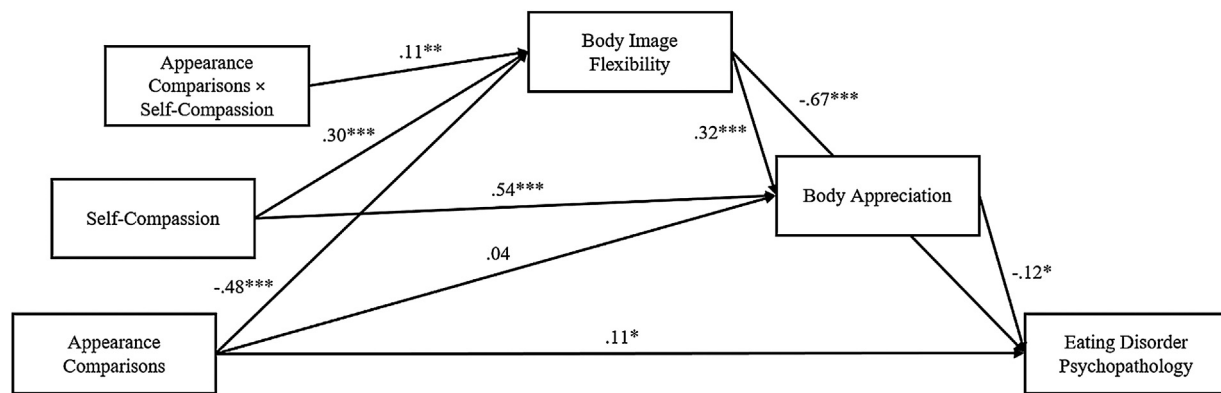 Body Image
Flexibility
.11**
Appearance
Comparisons ×
Self-Compassion
-.67***
.30***
.32***
Self-Compassion
.54***
Body Appreciation
.04
-.48***
-.12*
Appearance
Comparisons
.11*
Eating Disorder
Psychopathology